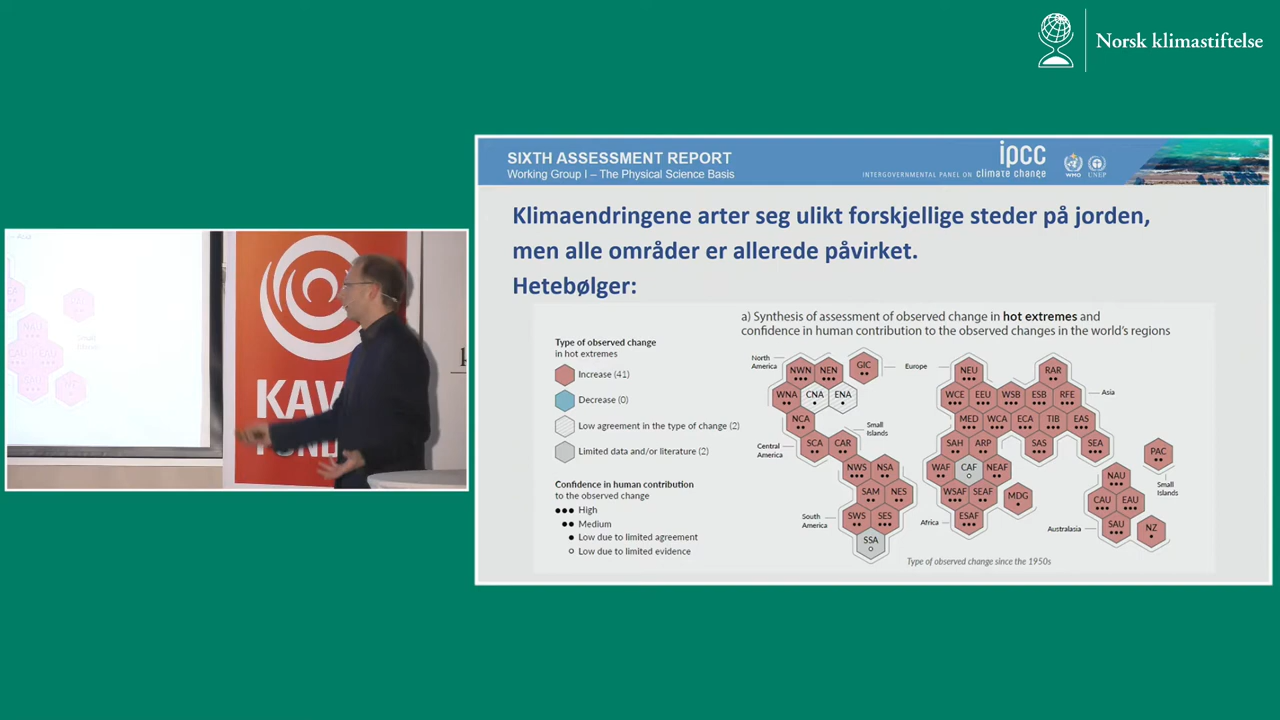 Norsk klimastiftelse
SIXTH ASSESSMENT REPORT
Working Group I – The Physical Science Basis
ipcc
INTERGOVERNMENTAL PANEL ON climate change
WMO
UNEP
Klimaendringene arter seg ulikt forskjellige steder på jorden,
men alle områder er allerede påvirket.
Hetebølger:
a) Synthesis of assessment of observed change in hot extremes and
confidence in human contribution to the observed changes in the world's regions
Type of observed change
in hot extremes
Increase (41)
Decrease (0)
Low agreement in the type of change (2)
Limited data and/or literature (2)
Confidence in human contribution
to the observed change
High
Medium
Low due to limited agreement
Low due to limited evidence
North
America
NWN NEN GIC
WNA CNA ENA
NCA
Central
America
SCA CAR
Small
Islands
NWS NSA
SAM NES
South
America
SWS SES
SSA
Europe
NEU RAR
WCE EEU WSB ESB RFE
Asia
MED WCA ECA TIB EAS
SAH ARP SAS SEA
WAF CAF NEAF
WSAF SEAF MDG
Africa
ESAF
PAC
Small
Islands
NAU
CAU EAU
Australasia
SAU NZ
Type of observed change since the 1950s
KAV